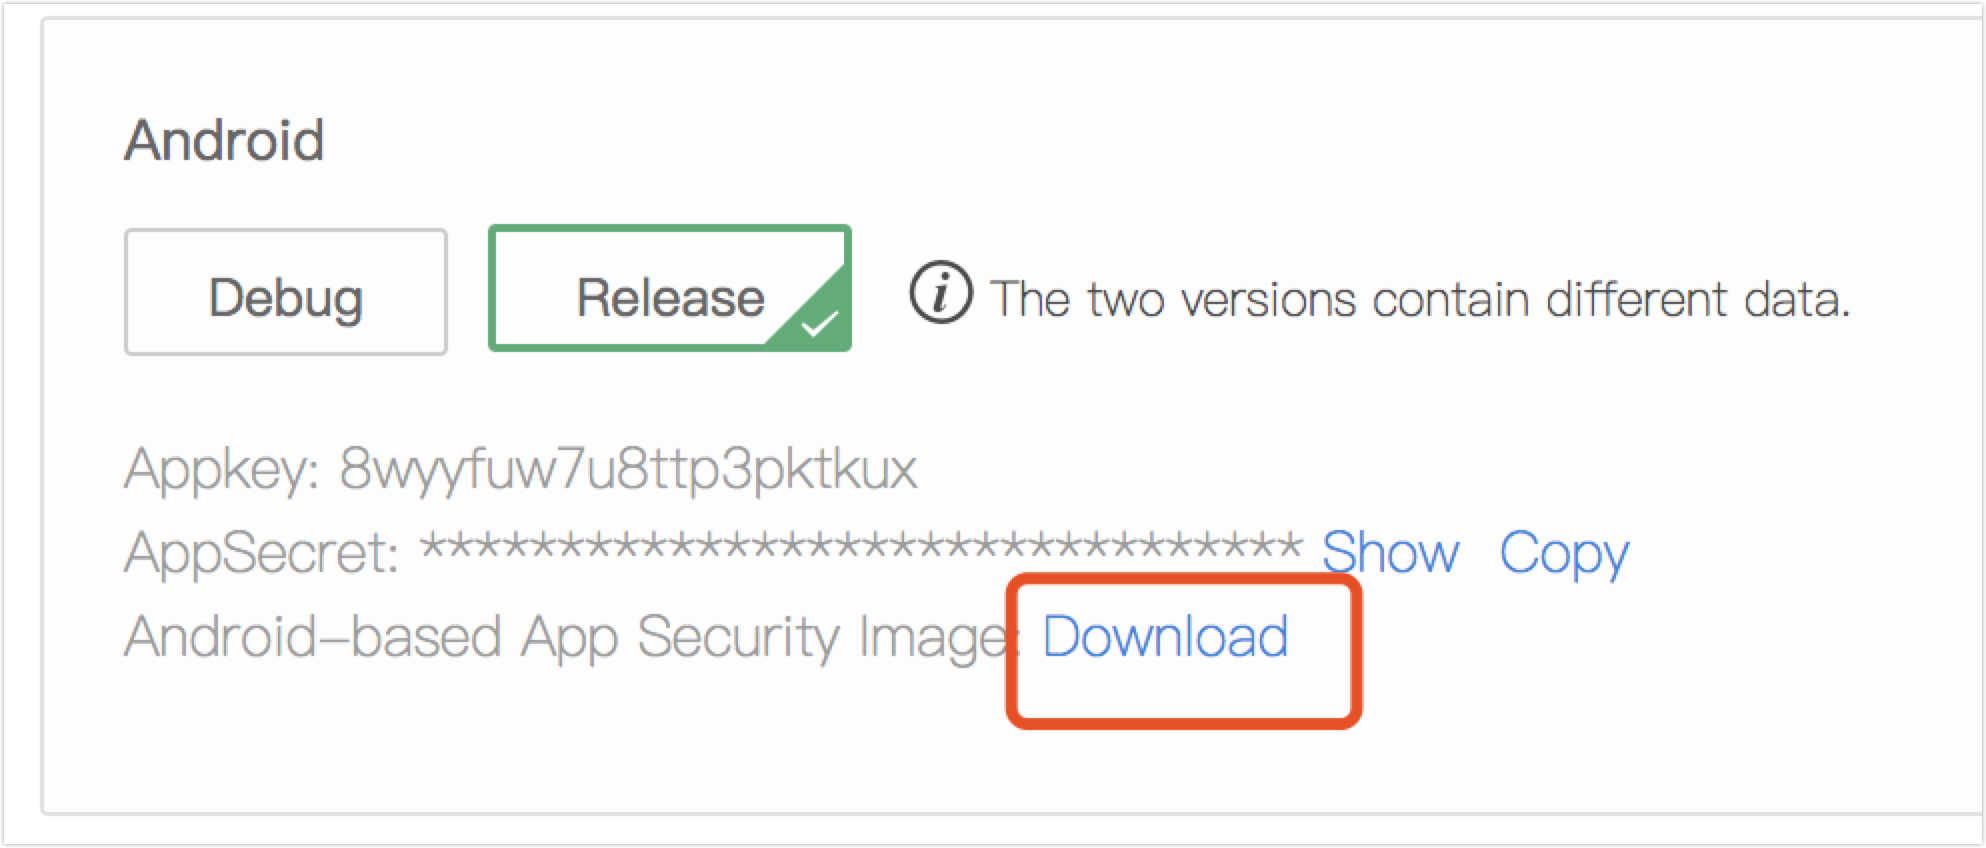 Android
Debug
Release
i The two versions contain different data.
Appkey: 8wyyfuw7u8ttp3pktkux
AppSecret: ******************************** Show Copy
Android-based App Security Image: Download